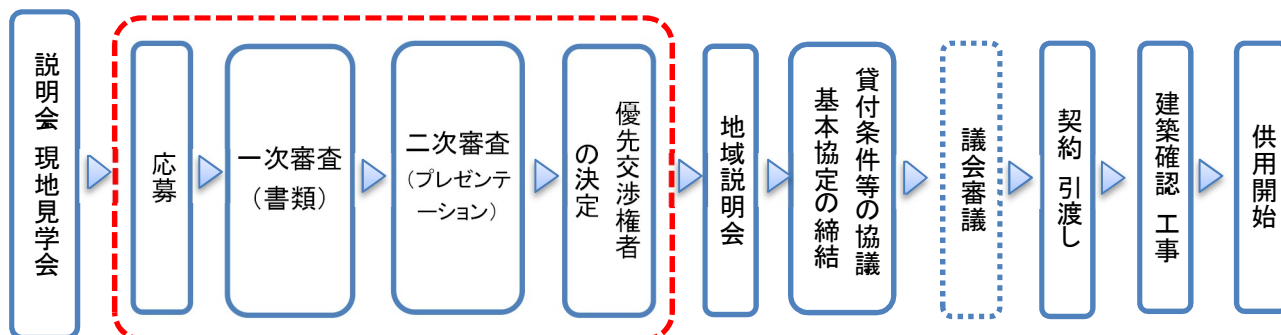 説明会 現地見学会
応募
一次審査
(書類)
二次審査
(プレゼンテ
ーション)
優先交渉権者
の決定
地域説明会
貸付条件等の協議
基本協定の締結
議会審議
契約 引渡し
建築確認 工事
供用開始